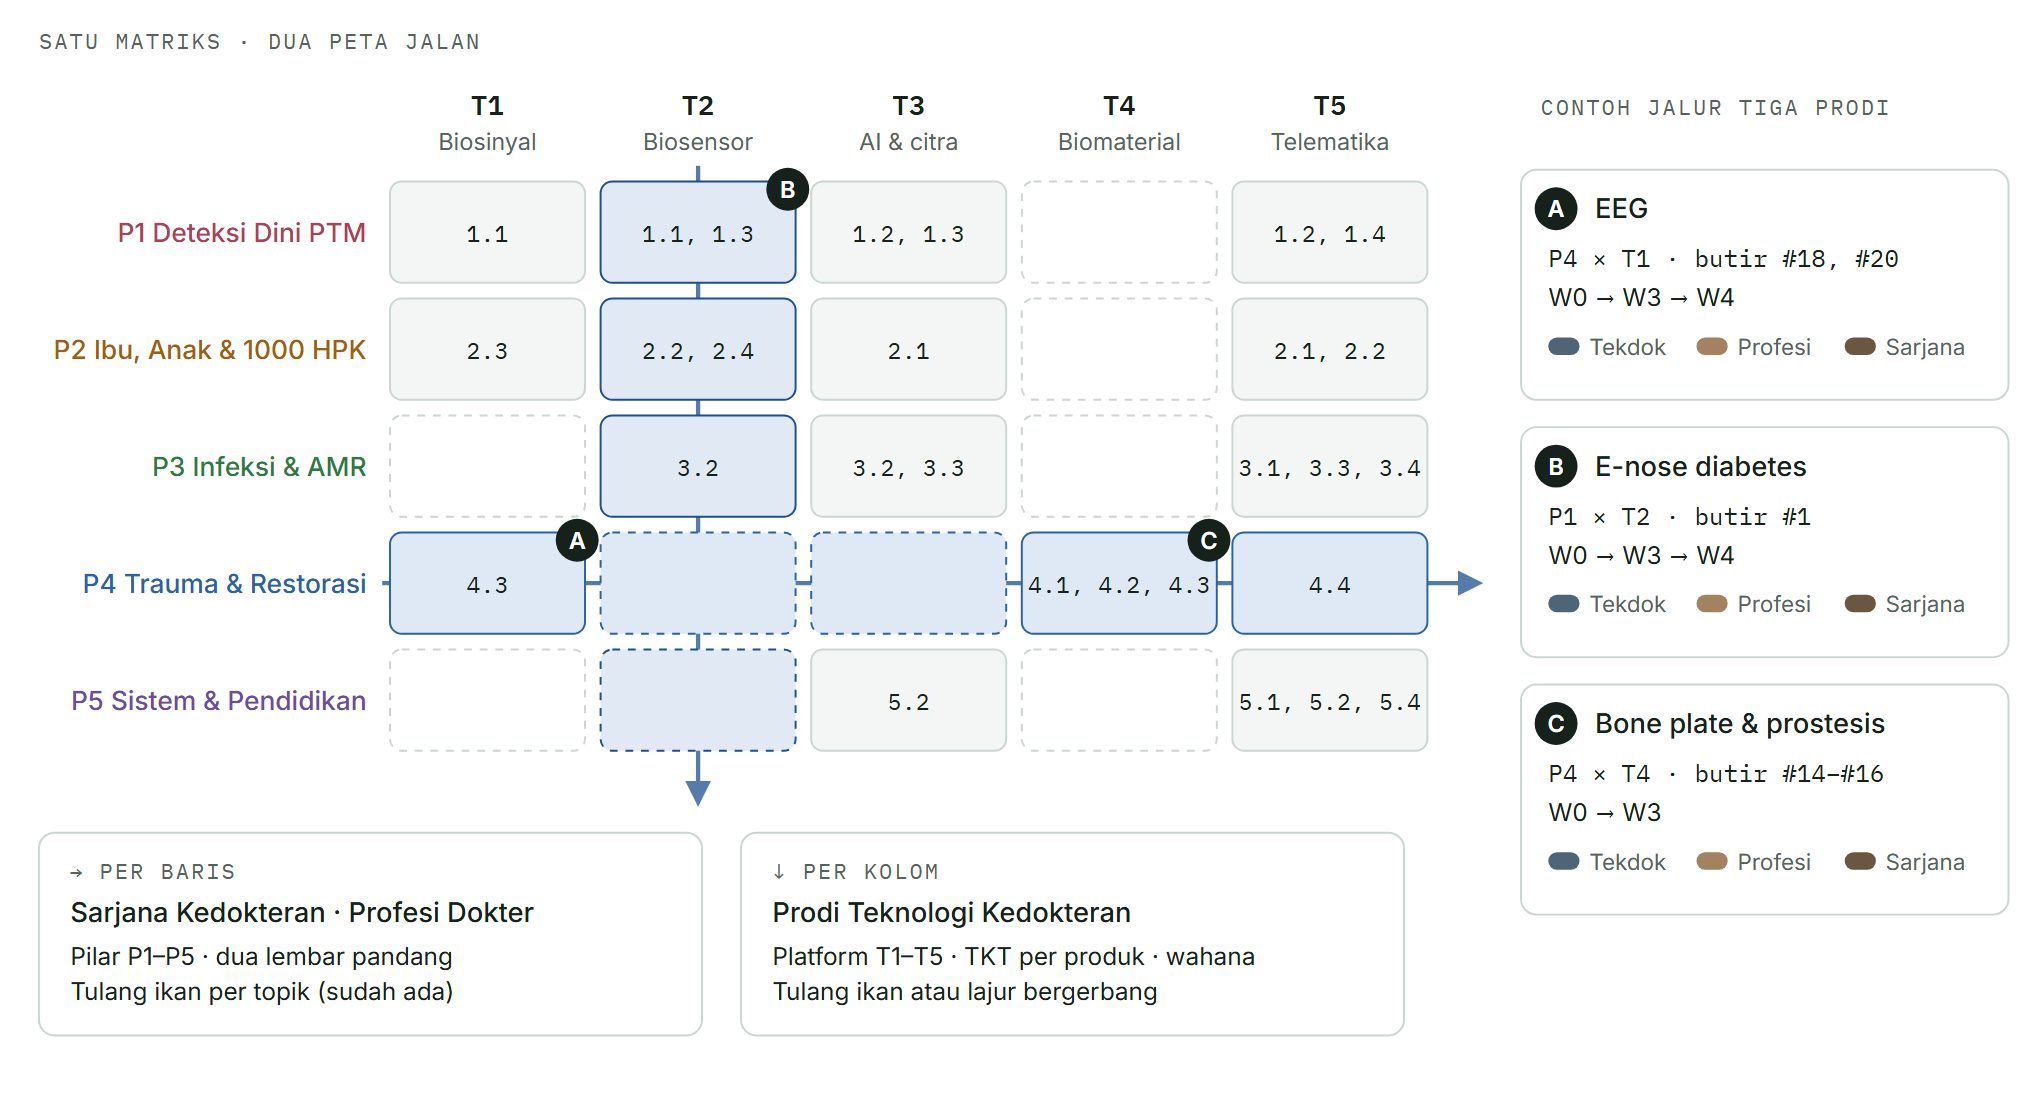 SATU MATRIKS · DUA PETA JALAN
T1 T2 T3 T4 T5
Biosinyal Biosensor AI & citra Biomaterial Telematika
P1 Deteksi Dini PTM 1.1 1.1, 1.3 B 1.2, 1.3 1.2, 1.4
P2 Ibu, Anak & 1000 HPK 2.3 2.2, 2.4 2.1 2.1, 2.2
P3 Infeksi & AMR 3.2 3.2, 3.3 3.1, 3.3, 3.4
P4 Trauma & Restorasi 4.3 A 4.1, 4.2, 4.3 C 4.4
P5 Sistem & Pendidikan 5.2 5.1, 5.2, 5.4
→ PER BARIS
Sarjana Kedokteran · Profesi Dokter
Pilar P1–P5 · dua lembar pandang
Tulang ikan per topik (sudah ada)
↓ PER KOLOM
Prodi Teknologi Kedokteran
Platform T1–T5 · TKT per produk · wahana
Tulang ikan atau lajur bergerbang
CONTOH JALUR TIGA PRODI
A EEG
P4 × T1 · butir #18, #20
W0 → W3 → W4
Tekdok Profesi Sarjana
B E-nose diabetes
P1 × T2 · butir #1
W0 → W3 → W4
Tekdok Profesi Sarjana
C Bone plate & prostesis
P4 × T4 · butir #14–#16
W0 → W3
Tekdok Profesi Sarjana